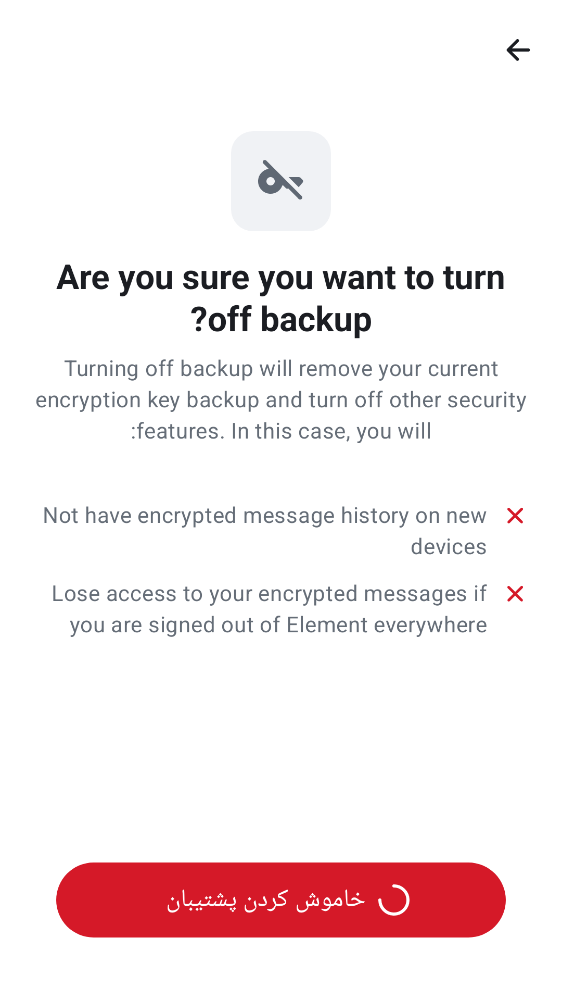 Are you sure you want to turn
off backup?
Turning off backup will remove your current
encryption key backup and turn off other security
features. In this case, you will:
Not have encrypted message history on new
devices
Lose access to your encrypted messages if
you are signed out of Element everywhere
خاموش کردن پشتیبان